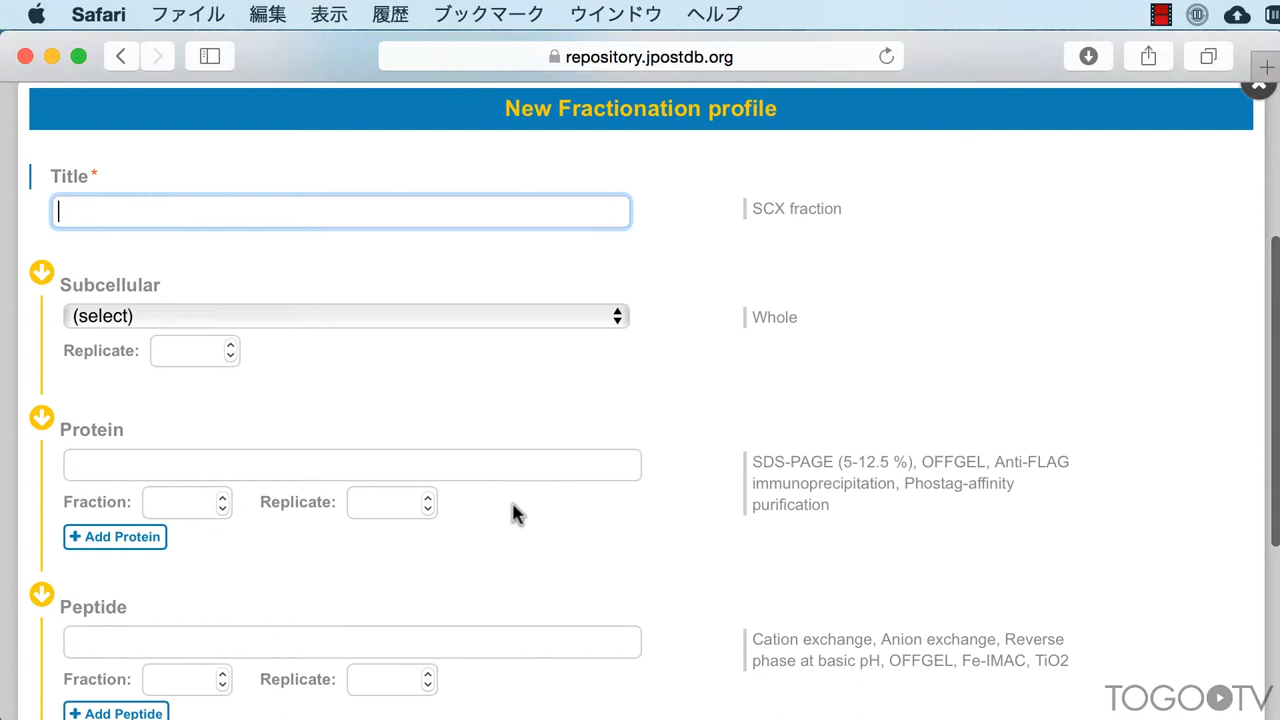 Safari ファイル 編集 表示 履歴 ブックマーク ウインドウ ヘルプ
repository.jpostdb.org
New Fractionation profile
Title*
SCX fraction
Subcellular
(select)
Whole
Replicate:
Protein
SDS-PAGE (5-12.5 %), OFFGEL, Anti-FLAG
immunoprecipitation, Phostag-affinity
purification
Fraction: Replicate:
+ Add Protein
Peptide
Cation exchange, Anion exchange, Reverse
phase at basic pH, OFFGEL, Fe-IMAC, TiO2
Fraction: Replicate:
+ Add Peptide
TOGOTV